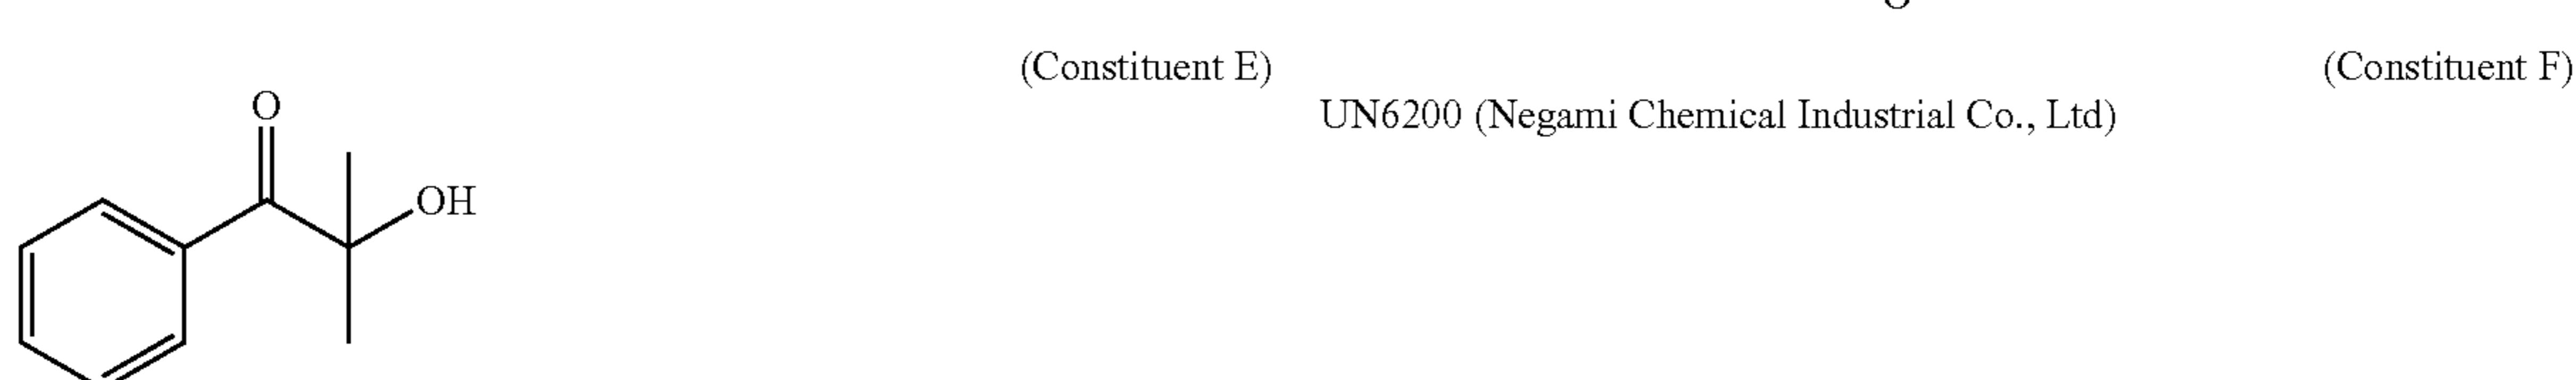 (Constituent E)
(Constituent F)
UN6200 (Negami Chemical Industrial Co., Ltd)
O
OH